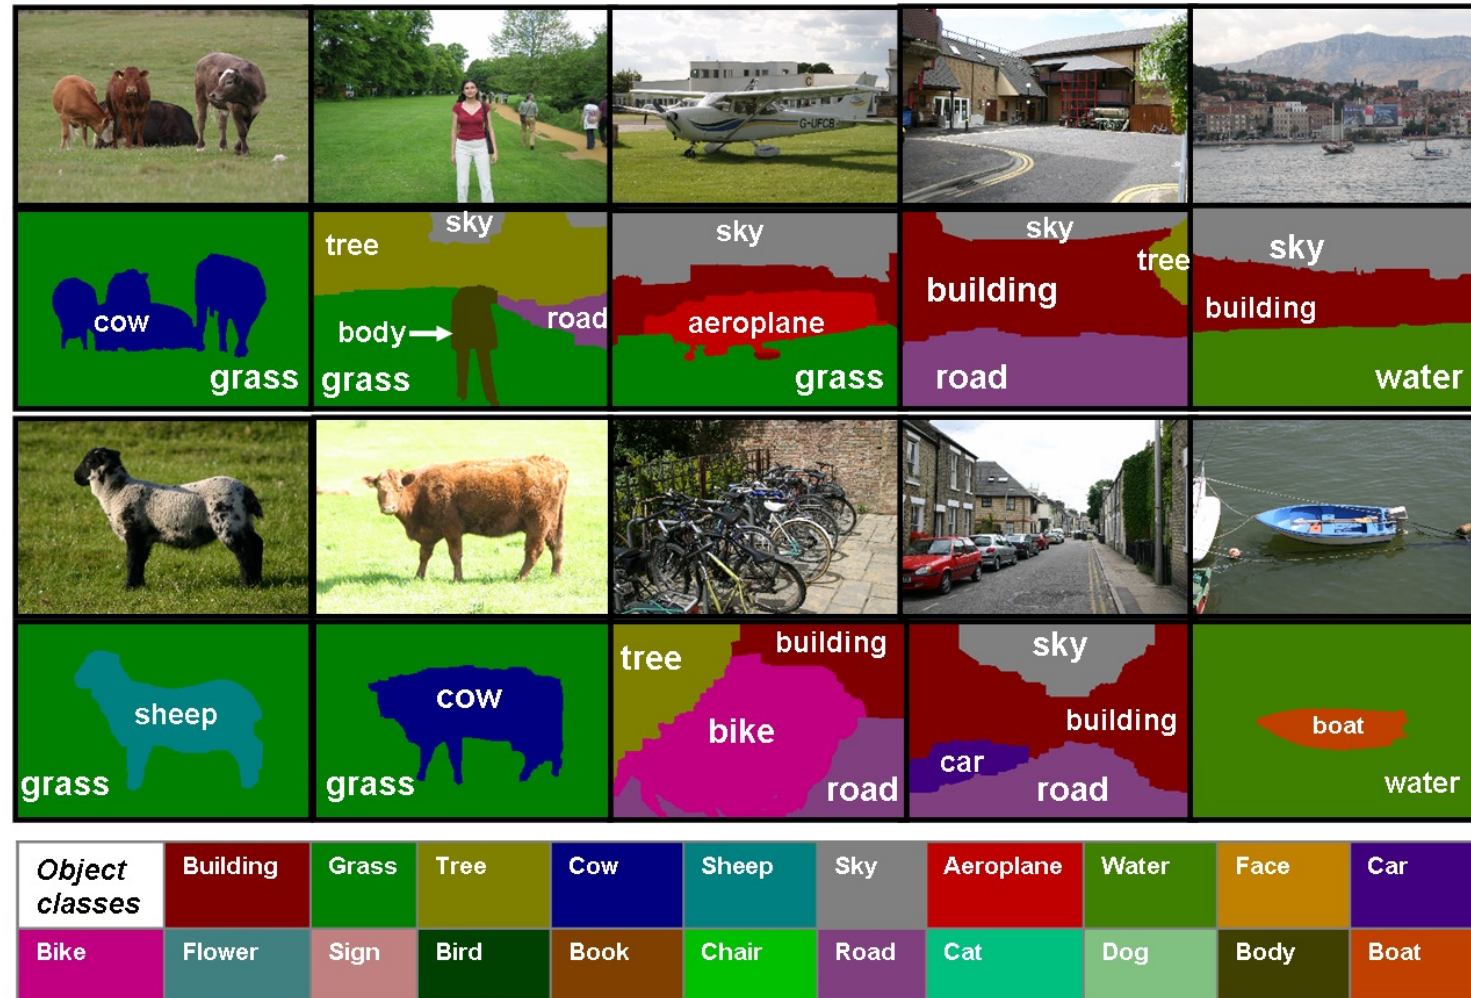 G-UFCB
sky
tree
cow
body
road
grass
grass
sky
aeroplane
grass
sky
tree
building
road
sky
building
water
sheep
grass
cow
grass
tree
building
bike
road
sky
building
car
road
boat
water
Object classes
Building
Grass
Tree
Cow
Sheep
Sky
Aeroplane
Water
Face
Car
Bike
Flower
Sign
Bird
Book
Chair
Road
Cat
Dog
Body
Boat